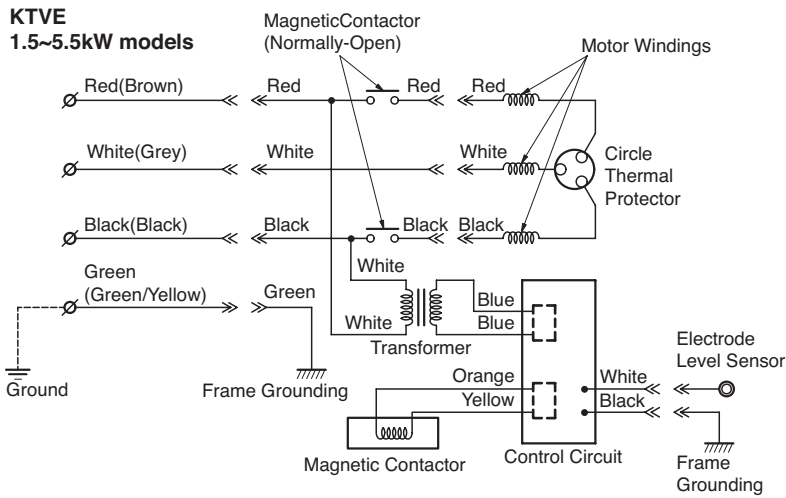 KTVE
1.5~5.5kW models
MagneticContactor
(Normally-Open)
Motor Windings
Red(Brown)
Red
Red
Red
White(Grey)
White
White
Circle
Thermal
Protector
Black(Black)
Black
Black
Black
White
Green
(Green/Yellow)
Green
Blue
White
Blue
Transformer
Electrode
Level Sensor
Ground
Frame Grounding
Orange
White
Yellow
Black
Magnetic Contactor
Control Circuit
Frame
Grounding